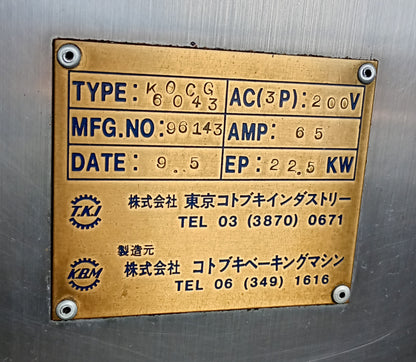 TYPE: KOCG 6043 AC(3P): 200V
MFG.NO: 96143 AMP: 65
DATE: 9..5 EP: 22.5 KW
T.K.I 株式会社 東京コトブキインダストリー
TEL 03 (3870) 0671
製造元
K.B.M 株式会社 コトブキベーキングマシン
TEL 06 (349) 1616